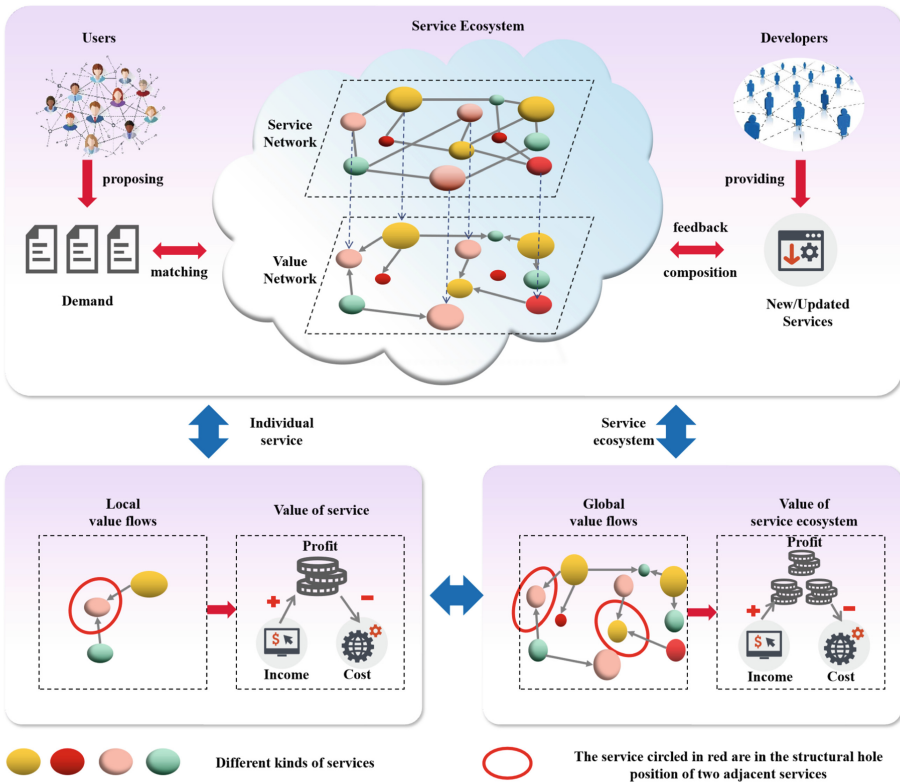 Users
Service Ecosystem
Developers
Service
Network
proposing
providing
Demand
matching
Value
Network
feedback
composition
New/Updated
Services
Individual
service
Service
ecosystem
Local
value flows
Value of service
Profit
+
−
$
Income
Cost
Global
value flows
Value of
service ecosystem
Profit
+
−
$
Income
Cost
Different kinds of services
The service circled in red are in the structural hole
position of two adjacent services